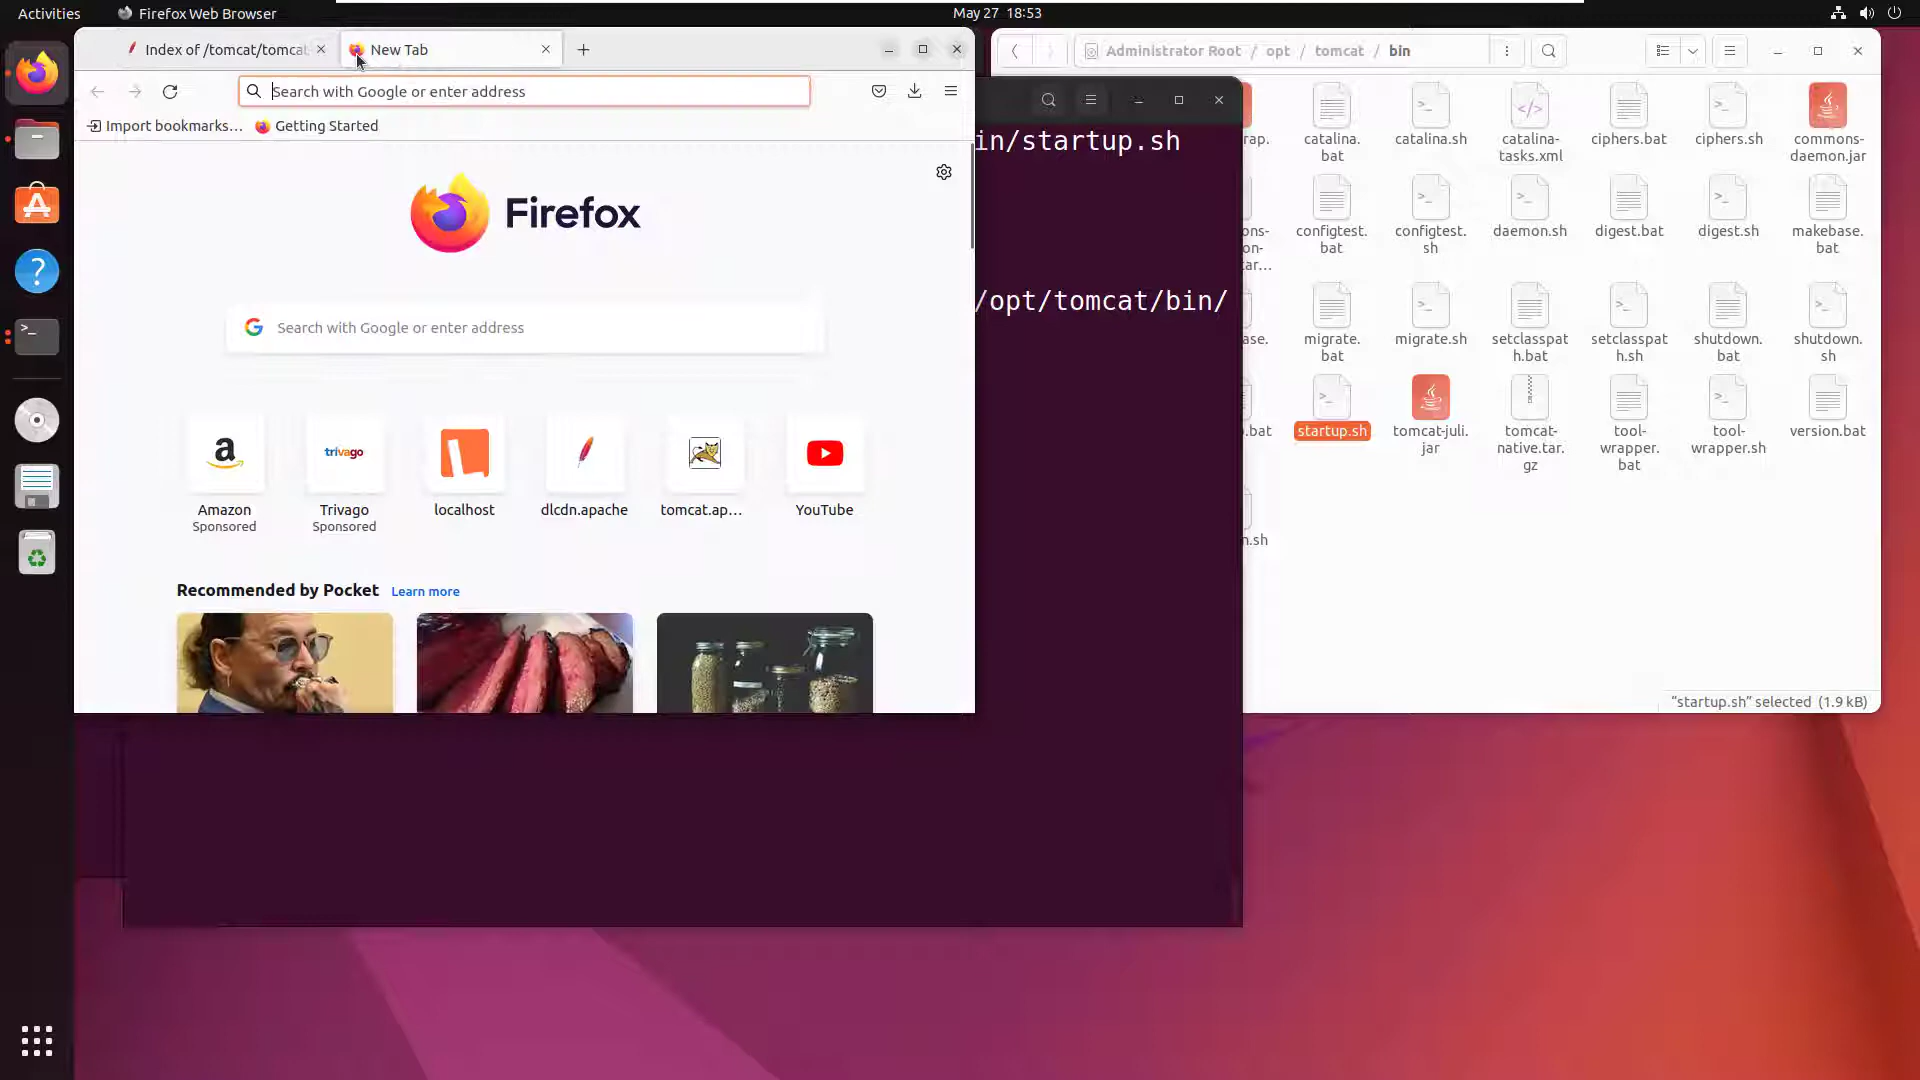 Activities
Firefox Web Browser
May 27 18:53
Index of /tomcat/tomca
New Tab
Search with Google or enter address
Import bookmarks...
Getting Started
Firefox
Search with Google or enter address
Amazon
Sponsored
Trivago
Sponsored
trivago
localhost
dlcdn.apache
tomcat.ap...
YouTube
Recommended by Pocket
Learn more
in/startup.sh
/opt/tomcat/bin/
Administrator Root / opt / tomcat / bin
rap.
catalina.
bat
catalina.sh
catalina-
tasks.xml
ciphers.bat
ciphers.sh
commons-
daemon.jar
ons-
on-
tar...
configtest.
bat
configtest.
sh
daemon.sh
digest.bat
digest.sh
makebase.
bat
ase.
migrate.
bat
migrate.sh
setclasspat
h.bat
setclasspat
h.sh
shutdown.
bat
shutdown.
sh
.bat
startup.sh
tomcat-juli.
jar
tomcat-
native.tar.
gz
tool-
wrapper.
bat
tool-
wrapper.sh
version.bat
n.sh
"startup.sh" selected (1.9 kB)